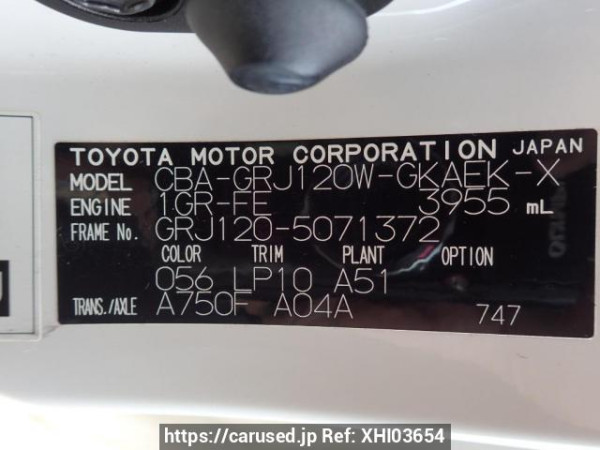 TOYOTA MOTOR CORPORATION JAPAN
MODEL CBA-GRJ120W-GKAEK-X
ENGINE 1GR-FE 3955 mL
FRAME No. GRJ120-5071372
COLOR TRIM PLANT OPTION
056 LP10 A51
TRANS./AXLE A750F A04A 747
https://carused.jp Ref: XHI03654